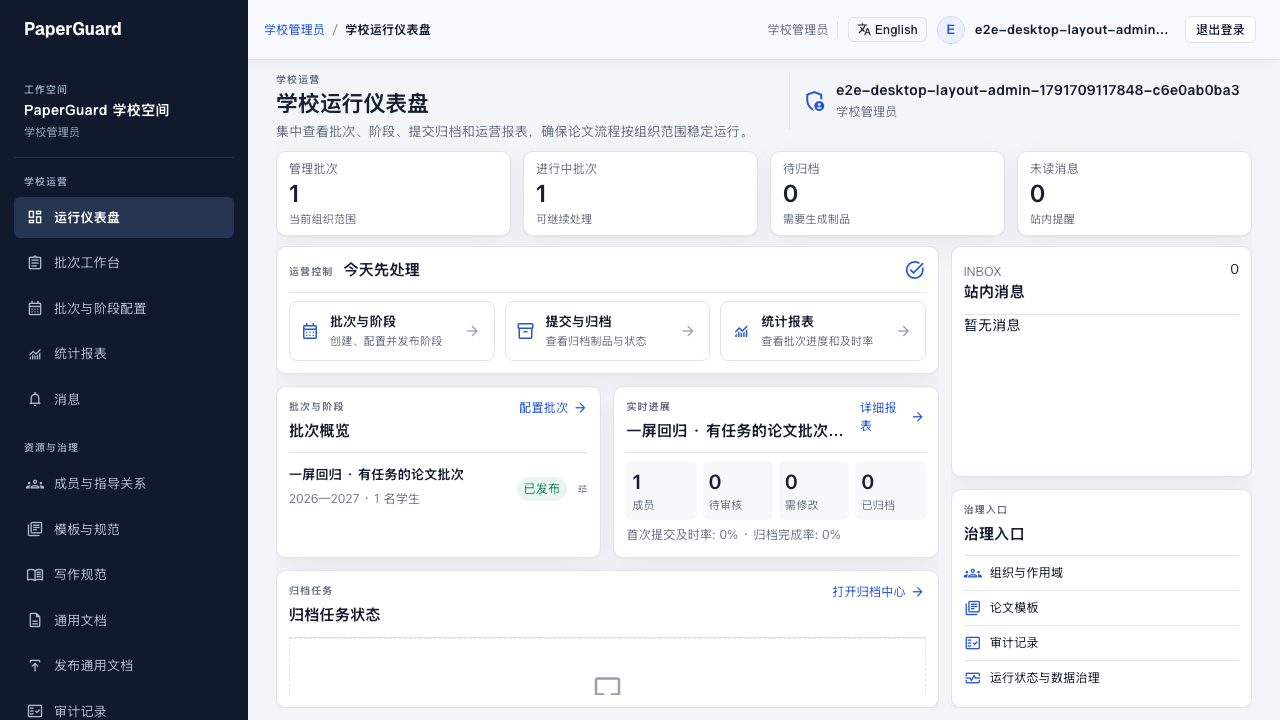 PaperGuard
工作空间
PaperGuard 学校空间
学校管理员
学校运营
运行仪表盘
批次工作台
批次与阶段配置
统计报表
消息
资源与治理
成员与指导关系
模板与规范
写作规范
通用文档
发布通用文档
审计记录
学校管理员 / 学校运行仪表盘
学校管理员
English
E
e2e-desktop-layout-admin...
退出登录
学校运营
学校运行仪表盘
集中查看批次、阶段、提交归档和运营报表，确保论文流程按组织范围稳定运行。
e2e-desktop-layout-admin-1791709117848-c6e0ab0ba3
学校管理员
管理批次
1
当前组织范围
进行中批次
1
可继续处理
待归档
0
需要生成制品
未读消息
0
站内提醒
运营控制 今天先处理
批次与阶段
创建、配置并发布阶段
提交与归档
查看归档制品与状态
统计报表
查看批次进度和及时率
INBOX
0
站内消息
暂无消息
批次与阶段
配置批次
批次概览
一屏回归 · 有任务的论文批次
2026—2027 · 1 名学生
已发布
实时进展
一屏回归 · 有任务的论文批次...
详细报
表
1
成员
0
待审核
0
需修改
0
已归档
首次提交及时率: 0% · 归档完成率: 0%
归档任务
打开归档中心
归档任务状态
治理入口
治理入口
组织与作用域
论文模板
审计记录
运行状态与数据治理